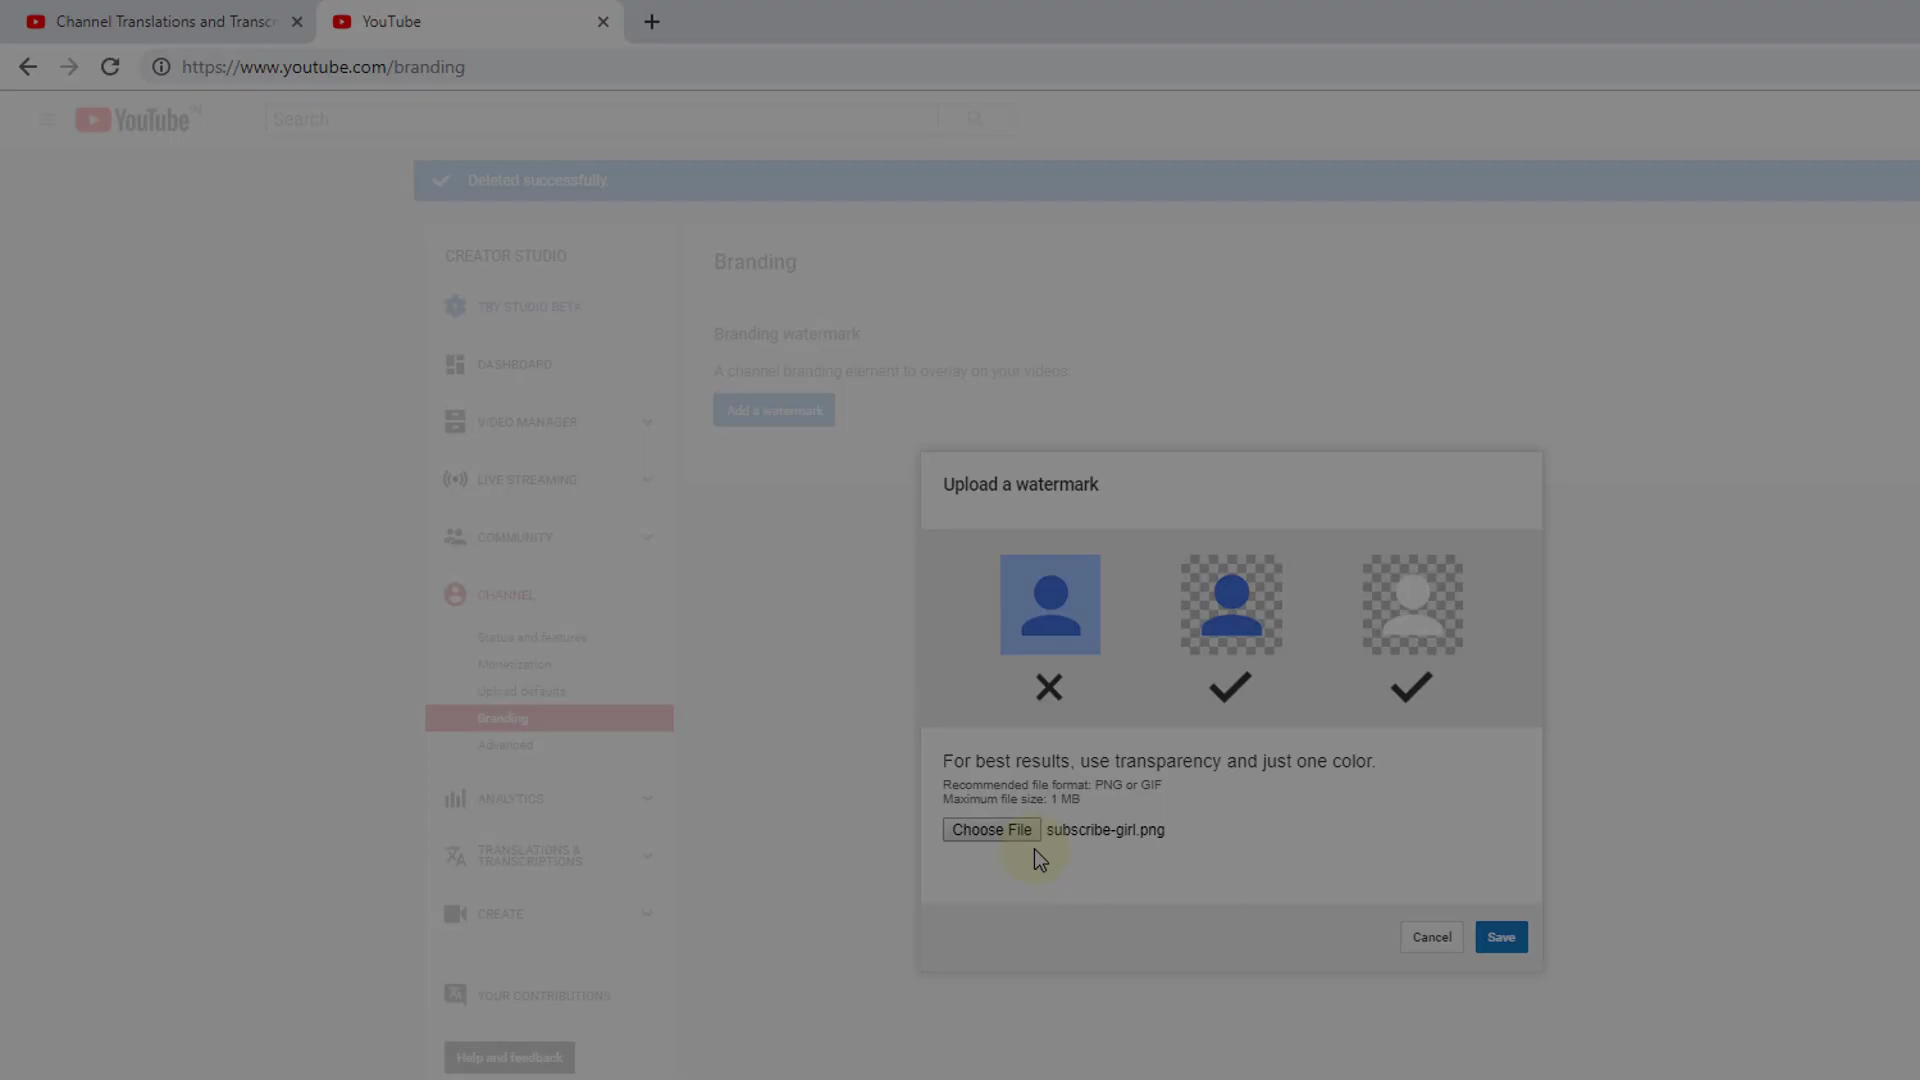 Channel Translations and Transcr
YouTube
https://www.youtube.com/branding
YouTube IN
Search
Deleted successfully.
CREATOR STUDIO
TRY STUDIO BETA
DASHBOARD
VIDEO MANAGER
LIVE STREAMING
COMMUNITY
CHANNEL
Status and features
Monetization
Upload defaults
Branding
Advanced
ANALYTICS
TRANSLATIONS &
TRANSCRIPTIONS
CREATE
YOUR CONTRIBUTIONS
Help and feedback
Branding
Branding watermark
A channel branding element to overlay on your videos.
Add a watermark
Upload a watermark
For best results, use transparency and just one color.
Recommended file format: PNG or GIF
Maximum file size: 1 MB
Choose File subscribe-girl.png
Cancel
Save